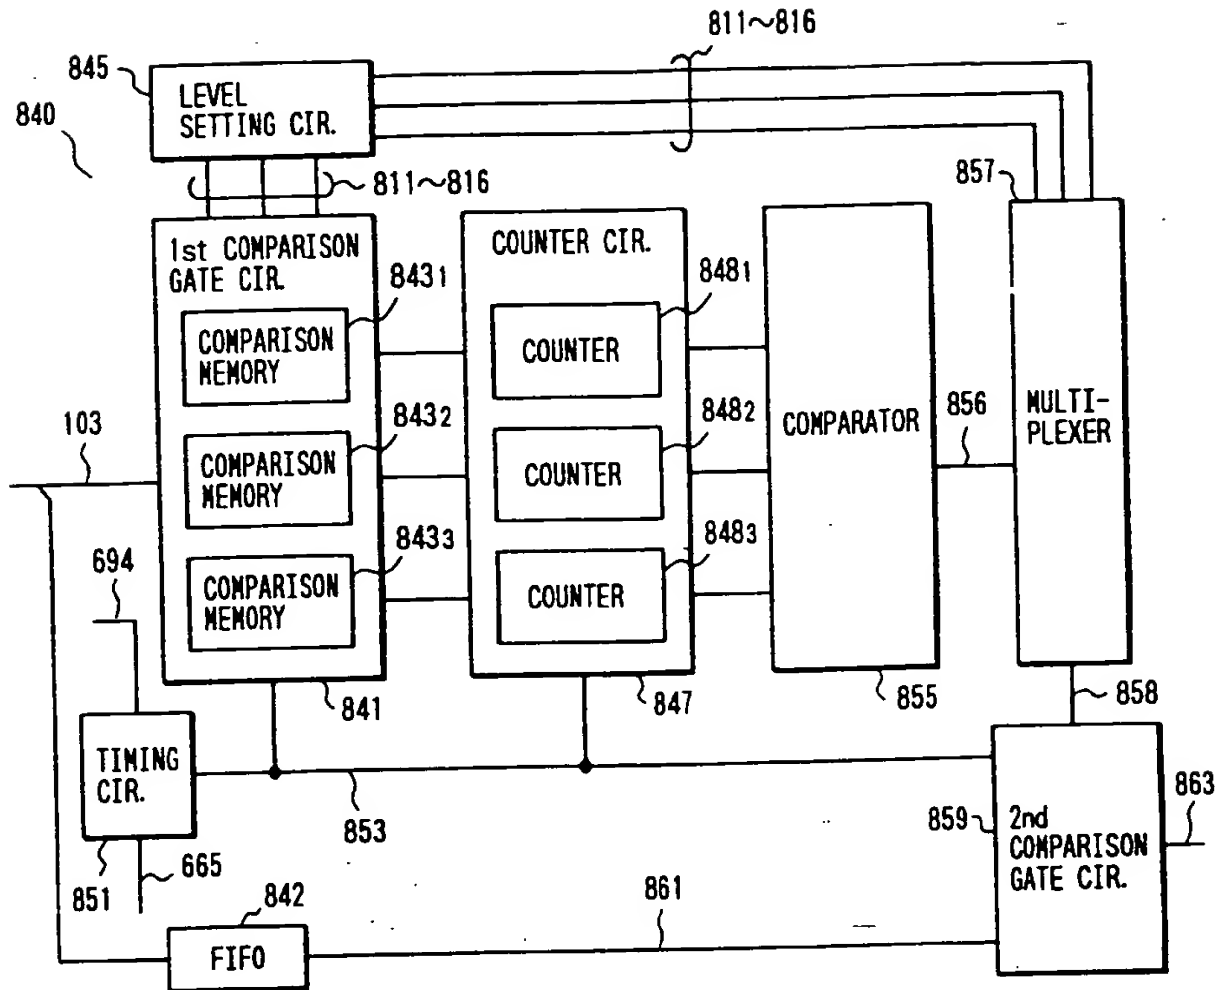 811~816
845
LEVEL
SETTING CIR.
840
811~816
857
1st COMPARISON
GATE CIR.
COUNTER CIR.
843₁
848₁
COMPARISON
MEMORY
COUNTER
103
843₂
848₂
COMPARATOR
856
MULTI-
PLEXER
COMPARISON
MEMORY
COUNTER
694
843₃
848₃
COMPARISON
MEMORY
COUNTER
841
847
855
858
TIMING
CIR.
853
859
2nd
COMPARISON
GATE CIR.
863
851
665
842
861
FIFO